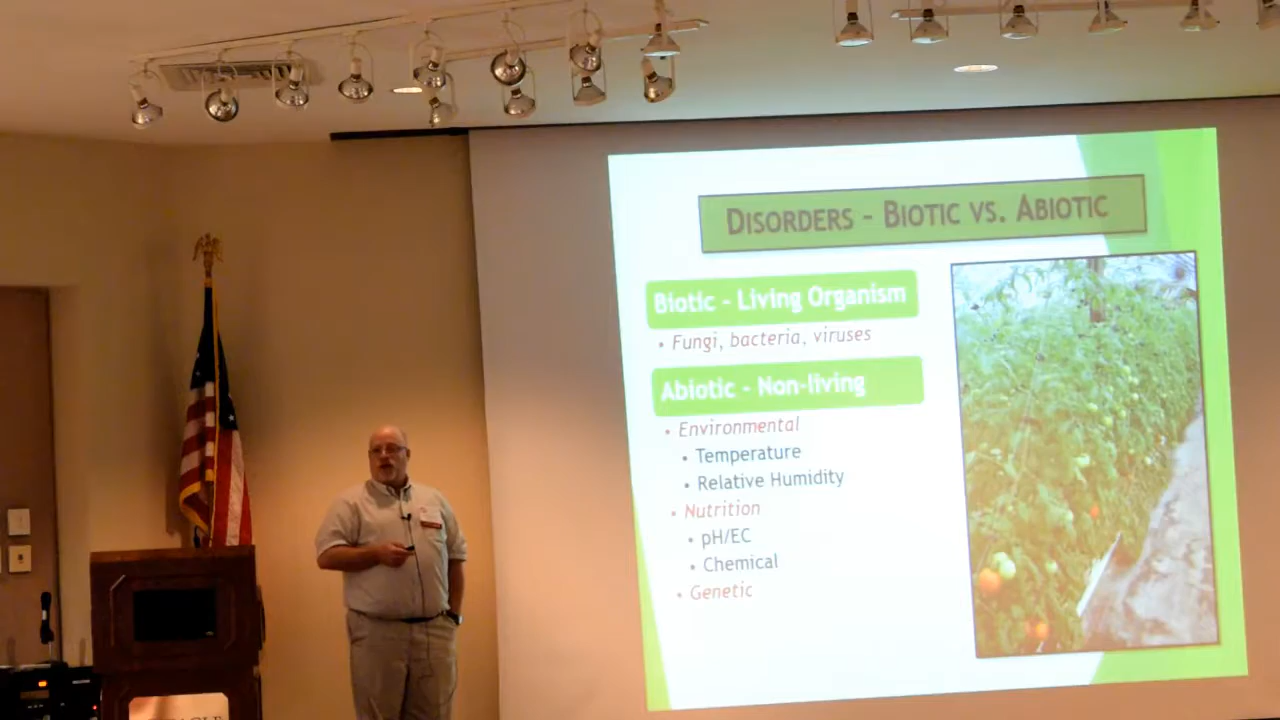 DISORDERS - BIOTIC VS. ABIOTIC
Biotic - Living Organism
• Fungi, bacteria, viruses
Abiotic - Non-living
• Environmental
• Temperature
• Relative Humidity
• Nutrition
• pH/EC
• Chemical
• Genetic